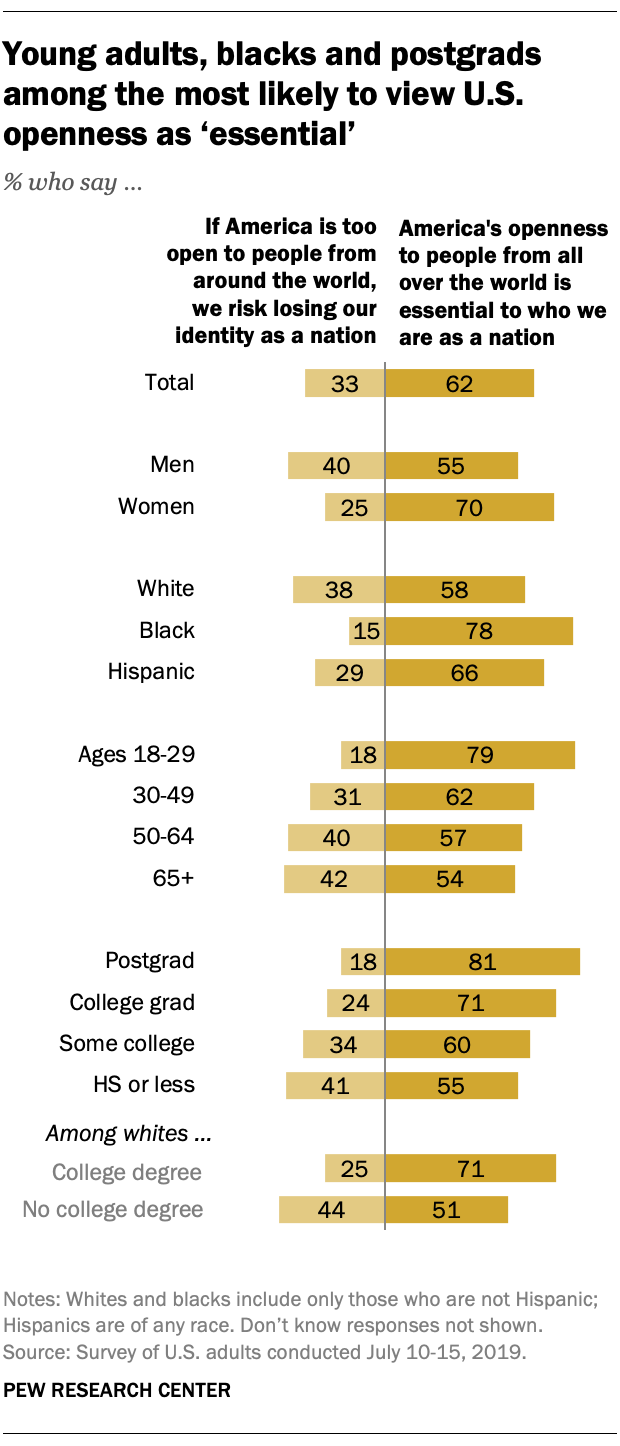 Young adults, blacks and postgrads
among the most likely to view U.S.
openness as ‘essential’
% who say ...
If America is too
open to people from
around the world,
we risk losing our
identity as a nation
America's openness
to people from all
over the world is
essential to who we
are as a nation
Total 33 62
Men 40 55
Women 25 70
White 38 58
Black 15 78
Hispanic 29 66
Ages 18-29 18 79
30-49 31 62
50-64 40 57
65+ 42 54
Postgrad 18 81
College grad 24 71
Some college 34 60
HS or less 41 55
Among whites ...
College degree 25 71
No college degree 44 51
Notes: Whites and blacks include only those who are not Hispanic;
Hispanics are of any race. Don’t know responses not shown.
Source: Survey of U.S. adults conducted July 10-15, 2019.
PEW RESEARCH CENTER